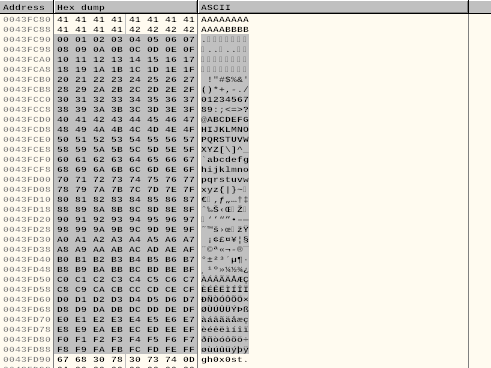 Address Hex dump ASCII
0043FC80 41 41 41 41 41 41 41 41 AAAAAAAA
0043FC88 41 41 41 41 42 42 42 42 AAAABBBB
0043FC90 00 01 02 03 04 05 06 07 .
0043FC98 08 09 0A 0B 0C 0D 0E 0F ..
0043FCA0 10 11 12 13 14 15 16 17
0043FCA8 18 19 1A 1B 1C 1D 1E 1F
0043FCB0 20 21 22 23 24 25 26 27 !"#$%&'
0043FCB8 28 29 2A 2B 2C 2D 2E 2F ()*+,-./
0043FCC0 30 31 32 33 34 35 36 37 01234567
0043FCC8 38 39 3A 3B 3C 3D 3E 3F 89:;<=>?
0043FCD0 40 41 42 43 44 45 46 47 @ABCDEFG
0043FCD8 48 49 4A 4B 4C 4D 4E 4F HIJKLMNO
0043FCE0 50 51 52 53 54 55 56 57 PQRSTUVW
0043FCE8 58 59 5A 5B 5C 5D 5E 5F XYZ[\]^_
0043FCF0 60 61 62 63 64 65 66 67 `abcdefg
0043FCF8 68 69 6A 6B 6C 6D 6E 6F hijklmno
0043FD00 70 71 72 73 74 75 76 77 pqrstuvw
0043FD08 78 79 7A 7B 7C 7D 7E 7F xyz{|}~
0043FD10 80 81 82 83 84 85 86 87 €‚ƒ„…†‡
0043FD18 88 89 8A 8B 8C 8D 8E 8F ˆ‰Š‹ŒŽ
0043FD20 90 91 92 93 94 95 96 97 ‘’“”•–—
0043FD28 98 99 9A 9B 9C 9D 9E 9F ˜™š›œžŸ
0043FD30 A0 A1 A2 A3 A4 A5 A6 A7 ¡¢£¤¥¦§
0043FD38 A8 A9 AA AB AC AD AE AF ¨©ª«¬-®¯
0043FD40 B0 B1 B2 B3 B4 B5 B6 B7 °±²³´µ¶·
0043FD48 B8 B9 BA BB BC BD BE BF ¸¹º»¼½¾¿
0043FD50 C0 C1 C2 C3 C4 C5 C6 C7 ÀÁÂÃÄÅÆÇ
0043FD58 C8 C9 CA CB CC CD CE CF ÈÉÊËÌÍÎÏ
0043FD60 D0 D1 D2 D3 D4 D5 D6 D7 ÐÑÒÓÔÕÖ×
0043FD68 D8 D9 DA DB DC DD DE DF ØÙÚÛÜÝÞß
0043FD70 E0 E1 E2 E3 E4 E5 E6 E7 àáâãäåæç
0043FD78 E8 E9 EA EB EC ED EE EF èéêëìíîï
0043FD80 F0 F1 F2 F3 F4 F5 F6 F7 ðñòóôõö÷
0043FD88 F8 F9 FA FB FC FD FE FF øùúûüýþÿ
0043FD90 67 68 30 78 30 73 74 0D gh0x0st.